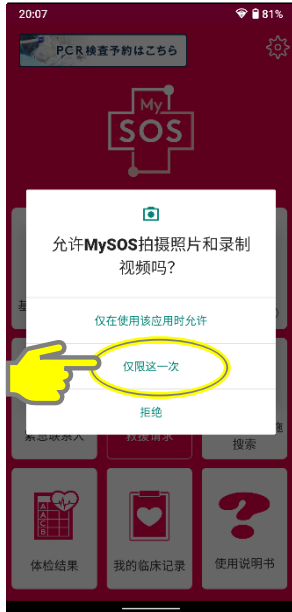 20:07
81%
PCR検査予約はこちら
My
SOS
允许MySOS拍摄照片和录制
视频吗?
仅在使用该应用时允许
仅限这一次
拒绝
紧急联系人
救援请求
搜索
体检结果
我的临床记录
使用说明书